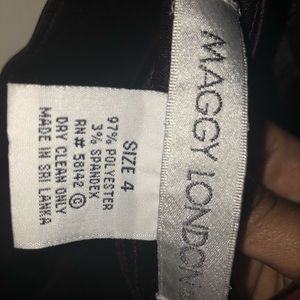 MAGGY LONDON
SIZE 4
97% POLYESTER
3% SPANDEX
RN# 58142 ©
DRY CLEAN ONLY
MADE IN SRI LANKA